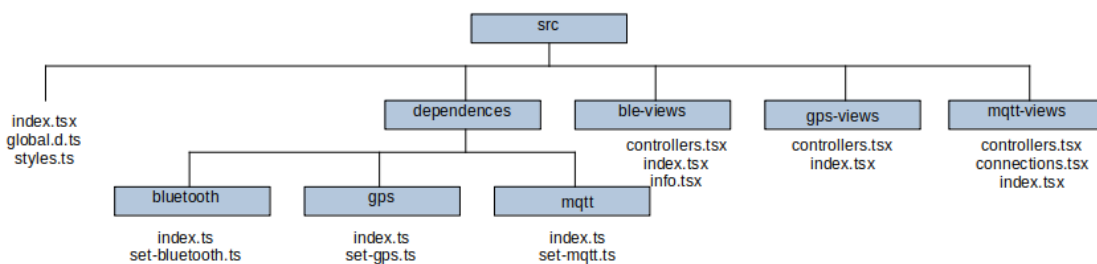 src
index.tsx
global.d.ts
styles.ts
dependences
ble-views
gps-views
mqtt-views
controllers.tsx
index.tsx
info.tsx
controllers.tsx
index.tsx
controllers.tsx
connections.tsx
index.tsx
bluetooth
gps
mqtt
index.ts
set-bluetooth.ts
index.ts
set-gps.ts
index.ts
set-mqtt.ts